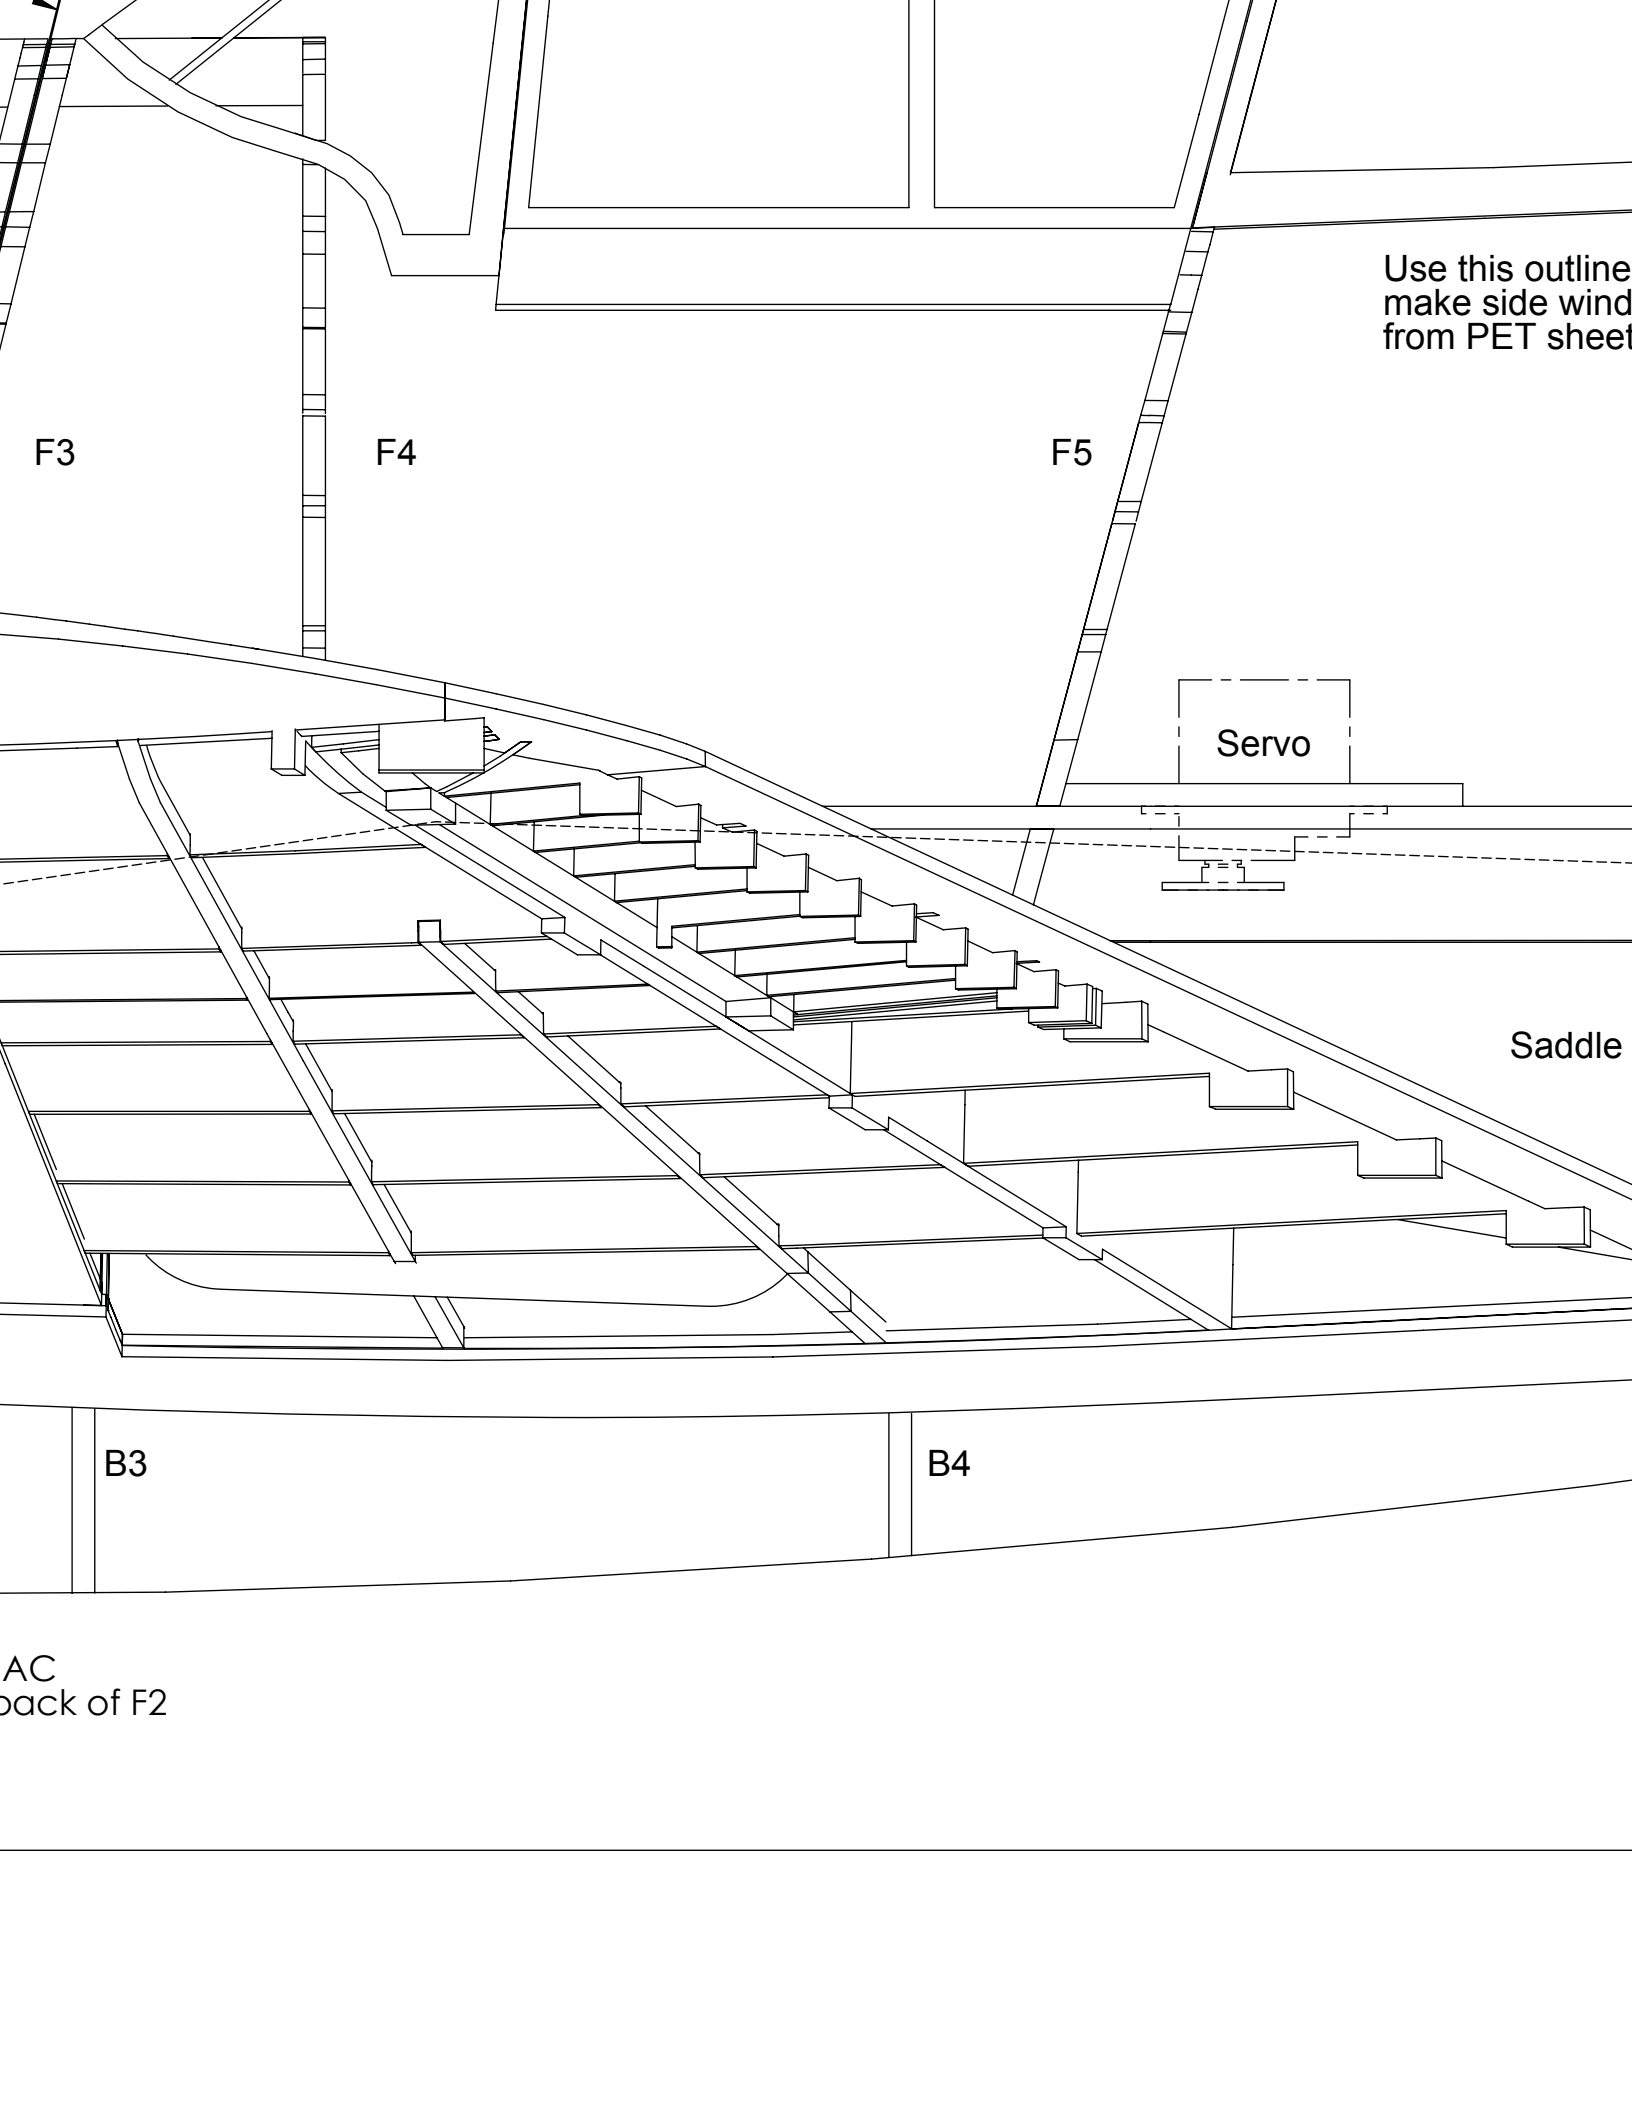 Use this outline
make side wind
from PET sheet
F3
F4
F5
Servo
Saddle
B3
B4
AC
back of F2